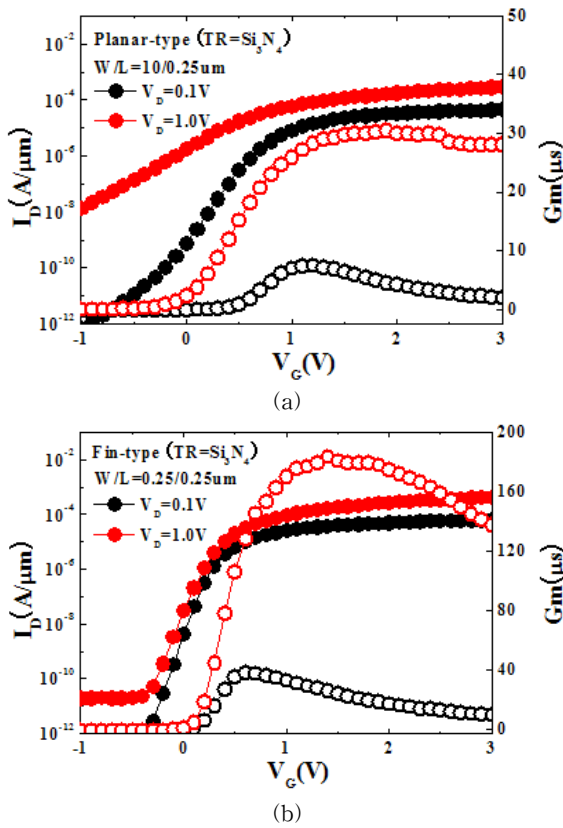 Planar-type (TR=Si₃N₄)
W/L=10/0.25um
V_D=0.1V
V_D=1.0V
I_D(A/μm)
10⁻²
10⁻⁴
10⁻⁶
10⁻⁸
10⁻¹⁰
10⁻¹²
Gm(μs)
50
40
30
20
10
0
-1 0 1 2 3
V_G(V)
(a)
Fin-type (TR=Si₃N₄)
W/L=0.25/0.25um
V_D=0.1V
V_D=1.0V
I_D(A/μm)
10⁻²
10⁻⁴
10⁻⁶
10⁻⁸
10⁻¹⁰
10⁻¹²
Gm(μs)
200
160
120
80
40
0
-1 0 1 2 3
V_G(V)
(b)